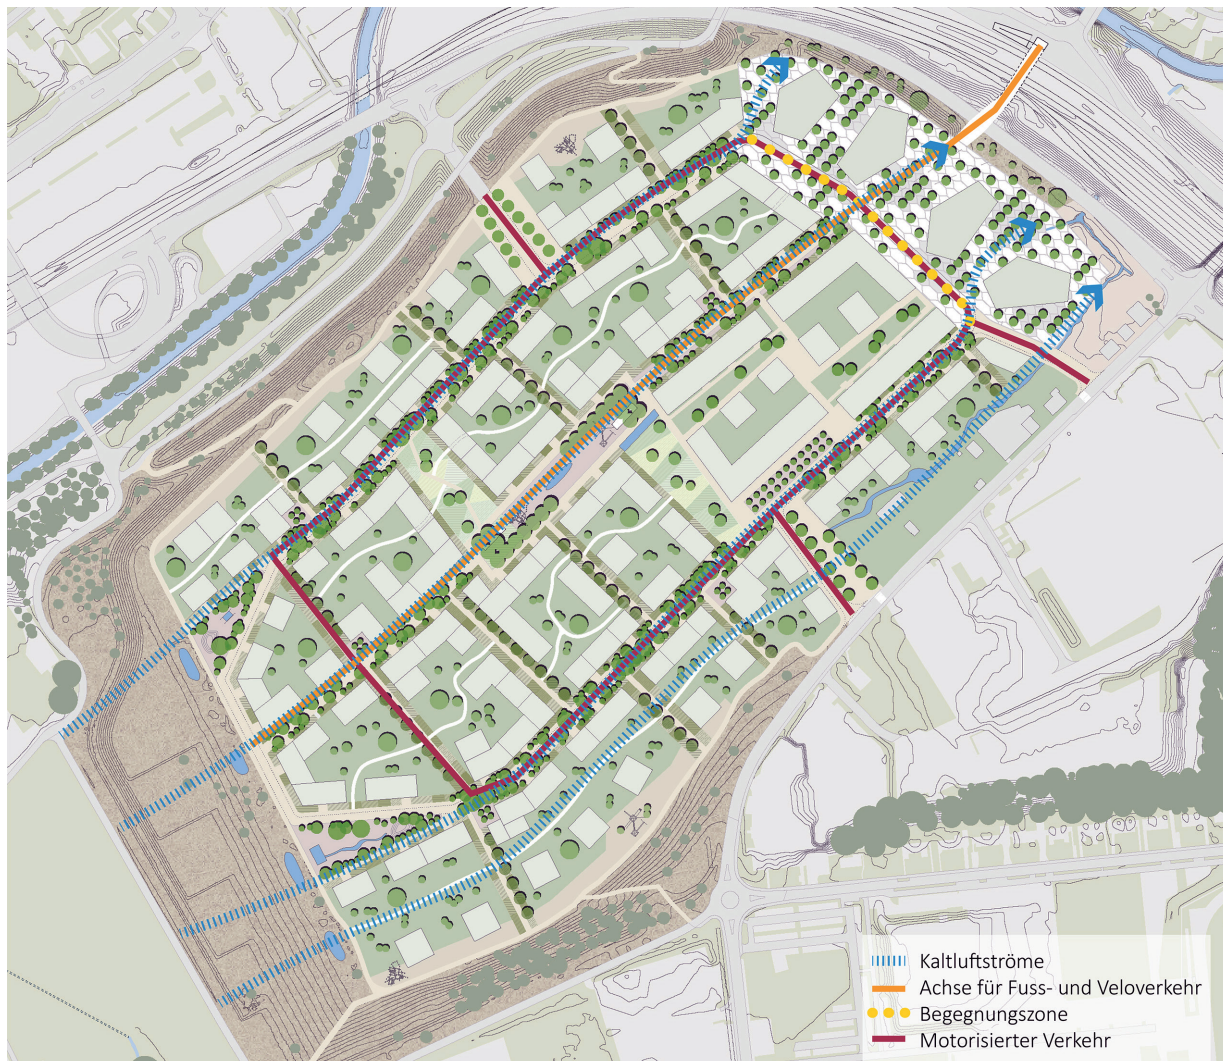 Kaltluftströme
Achse für Fuss- und Veloverkehr
Begegnungszone
Motorisierter Verkehr